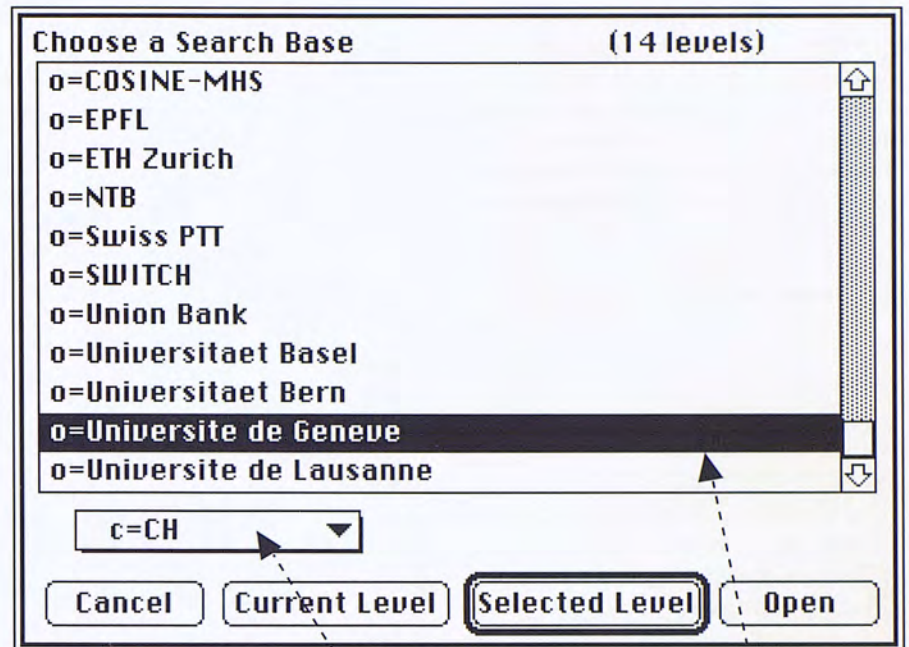 Choose a Search Base (14 levels)
o=COSINE-MHS
o=EPFL
o=ETH Zurich
o=NTB
o=Swiss PTT
o=SWITCH
o=Union Bank
o=Universitaet Basel
o=Universitaet Bern
o=Universite de Geneve
o=Universite de Lausanne
c=CH
Cancel Current Level Selected Level Open